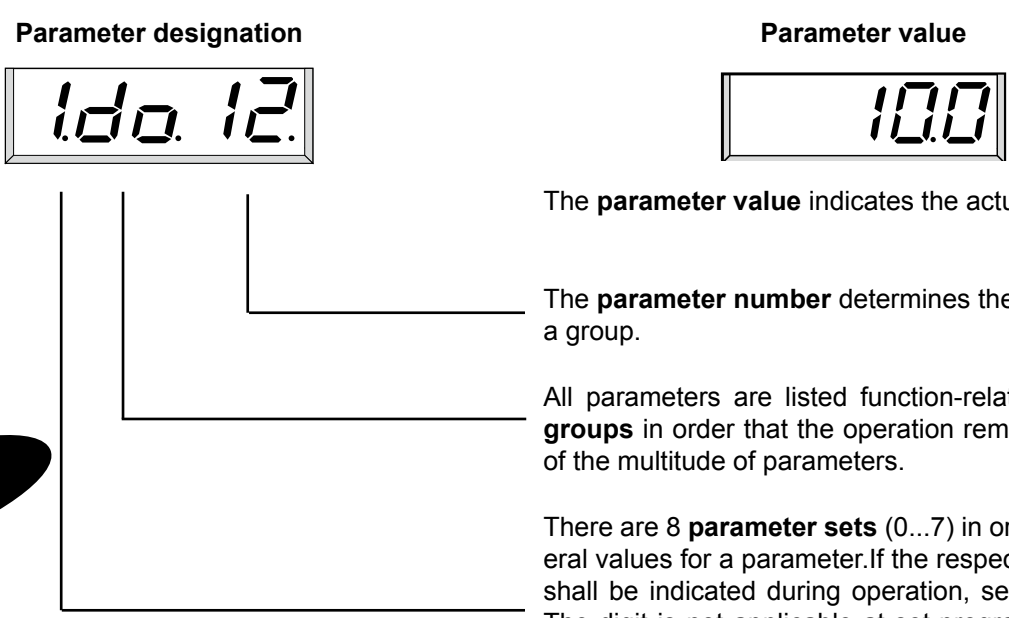 Parameter designation
Parameter value
1.do. 12.
10.0
The parameter value indicates the actu
The parameter number determines the
a group.
All parameters are listed function-rela
groups in order that the operation rem
of the multitude of parameters.
There are 8 parameter sets (0...7) in or
eral values for a parameter.If the respec
shall be indicated during operation, se